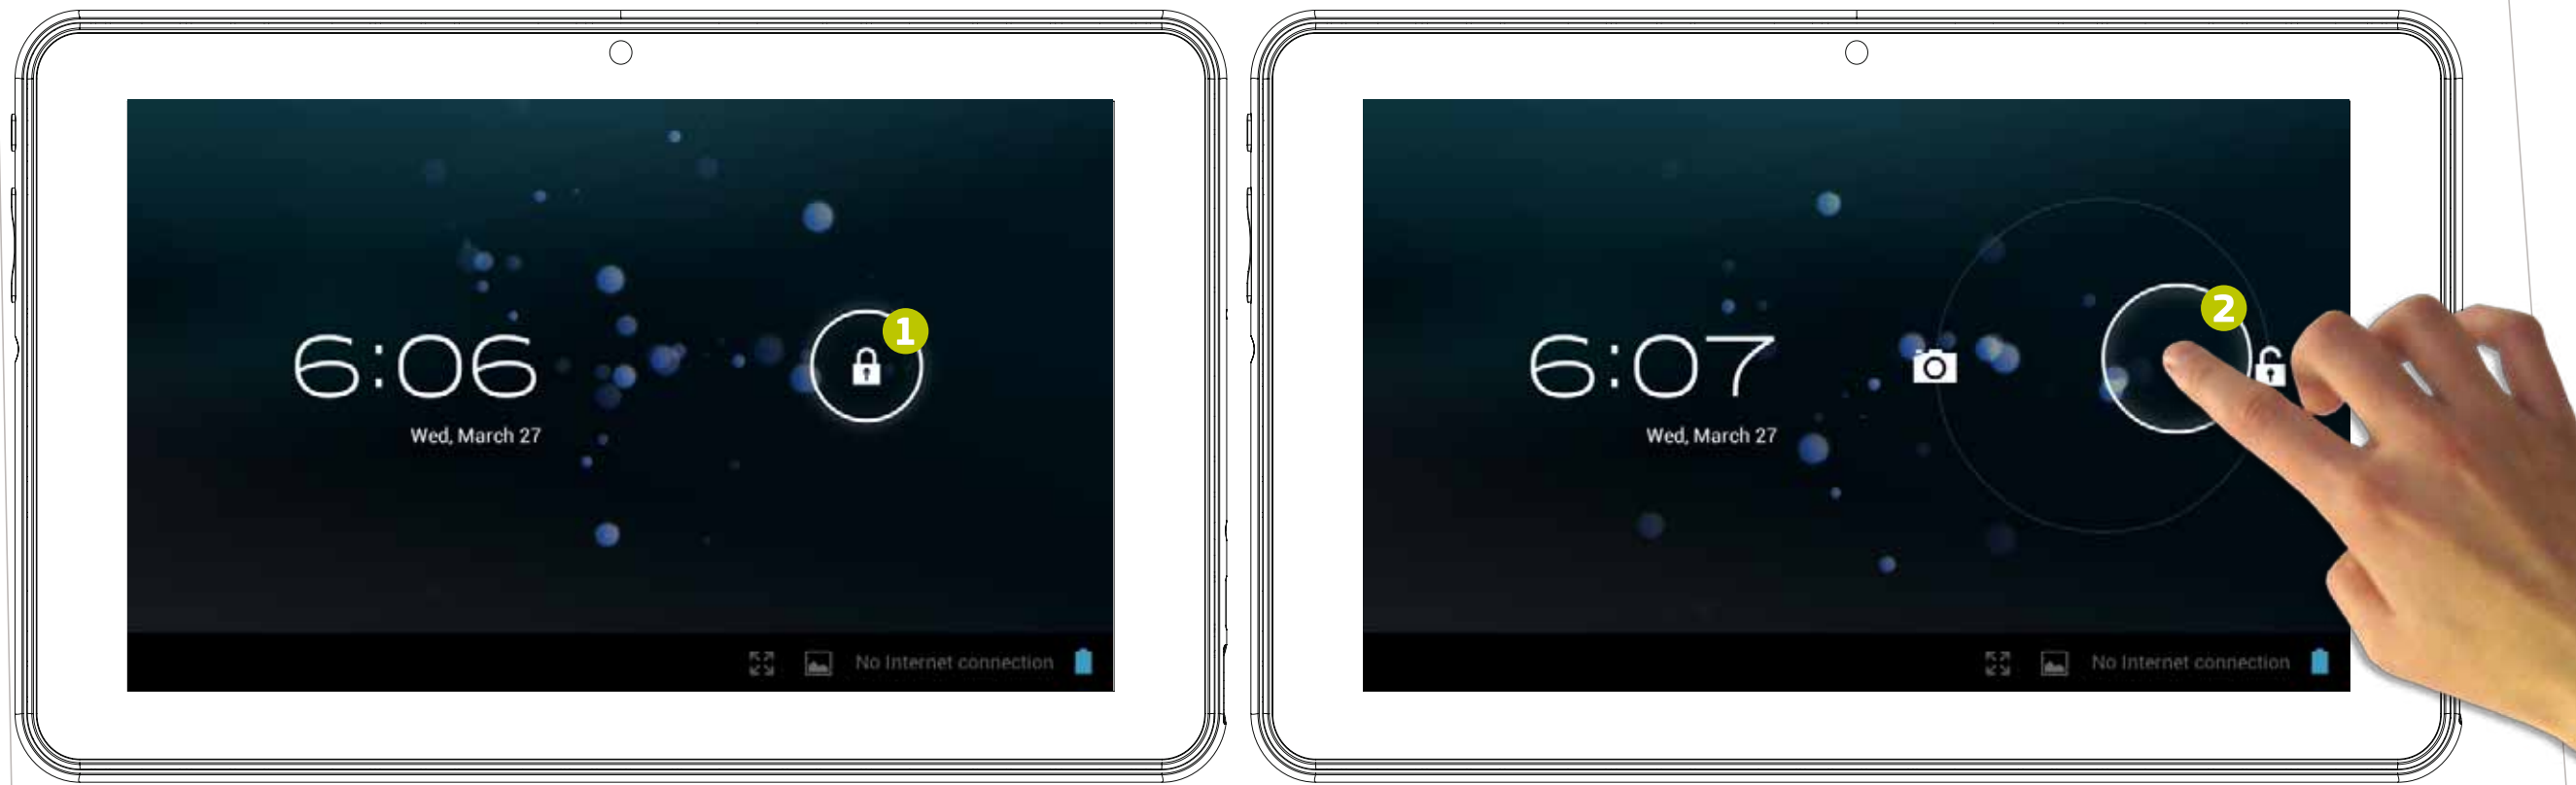 6:06
1
Wed, March 27
No Internet connection
6:07
2
Wed, March 27
No Internet connection